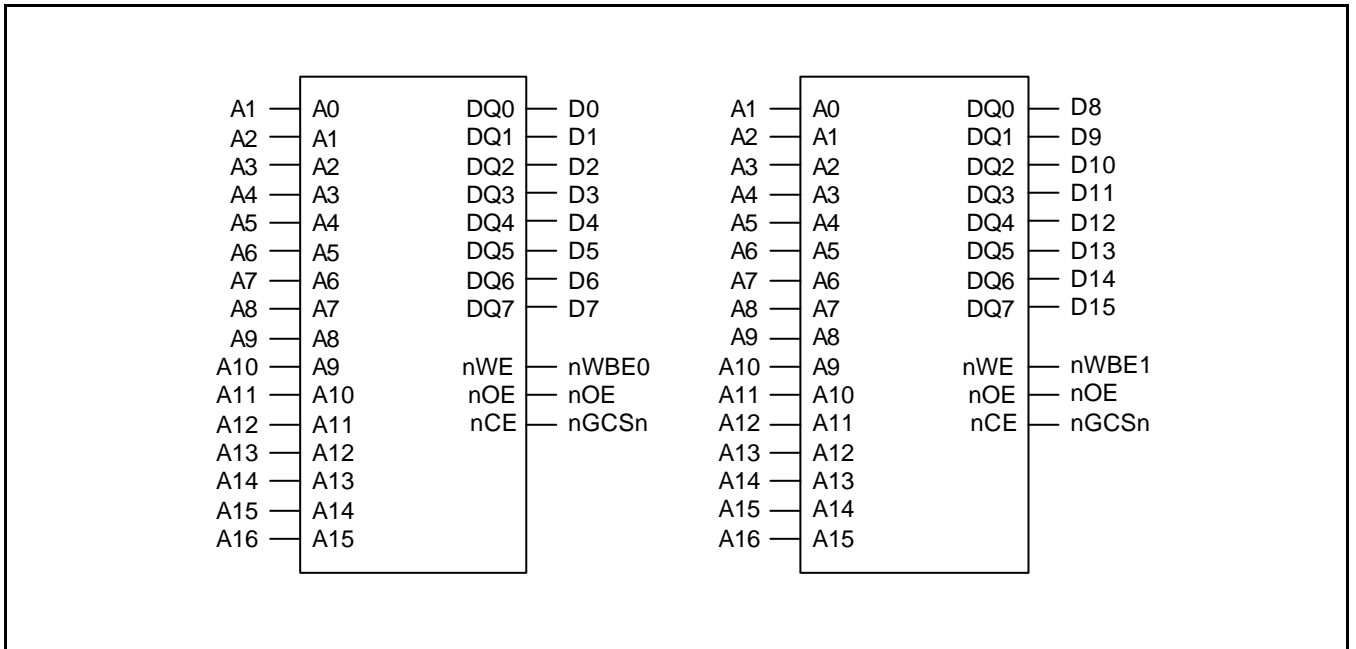 A1 A0 DQ0 D0 A1 A0 DQ0 D8
A2 A1 DQ1 D1 A2 A1 DQ1 D9
A3 A2 DQ2 D2 A3 A2 DQ2 D10
A4 A3 DQ3 D3 A4 A3 DQ3 D11
A5 A4 DQ4 D4 A5 A4 DQ4 D12
A6 A5 DQ5 D5 A6 A5 DQ5 D13
A7 A6 DQ6 D6 A7 A6 DQ6 D14
A8 A7 DQ7 D7 A8 A7 DQ7 D15
A9 A8 A9 A8
A10 A9 nWE nWBE0 A10 A9 nWE nWBE1
A11 A10 nOE nOE A11 A10 nOE nOE
A12 A11 nCE nGCSn A12 A11 nCE nGCSn
A13 A12 A13 A12
A14 A13 A14 A13
A15 A14 A15 A14
A16 A15 A16 A15